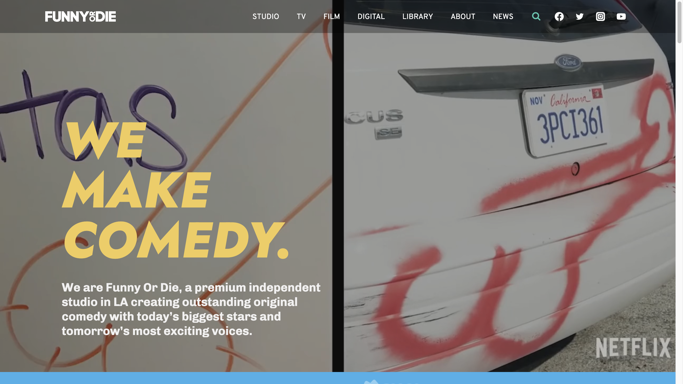 FUNNY OR DIE
STUDIO TV FILM DIGITAL LIBRARY ABOUT NEWS
Has
Ford
CUS
SE
NOV California
3PCI361
WE
MAKE
COMEDY.
We are Funny Or Die, a premium independent
studio in LA creating outstanding original
comedy with today's biggest stars and
tomorrow's most exciting voices.
NETFLIX